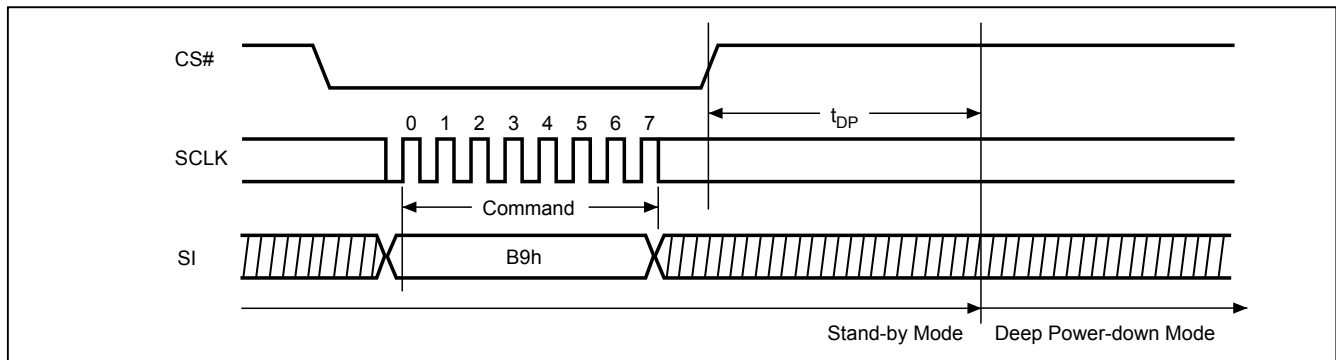 CS#
t_DP
0 1 2 3 4 5 6 7
SCLK
Command
SI
B9h
Stand-by Mode
Deep Power-down Mode